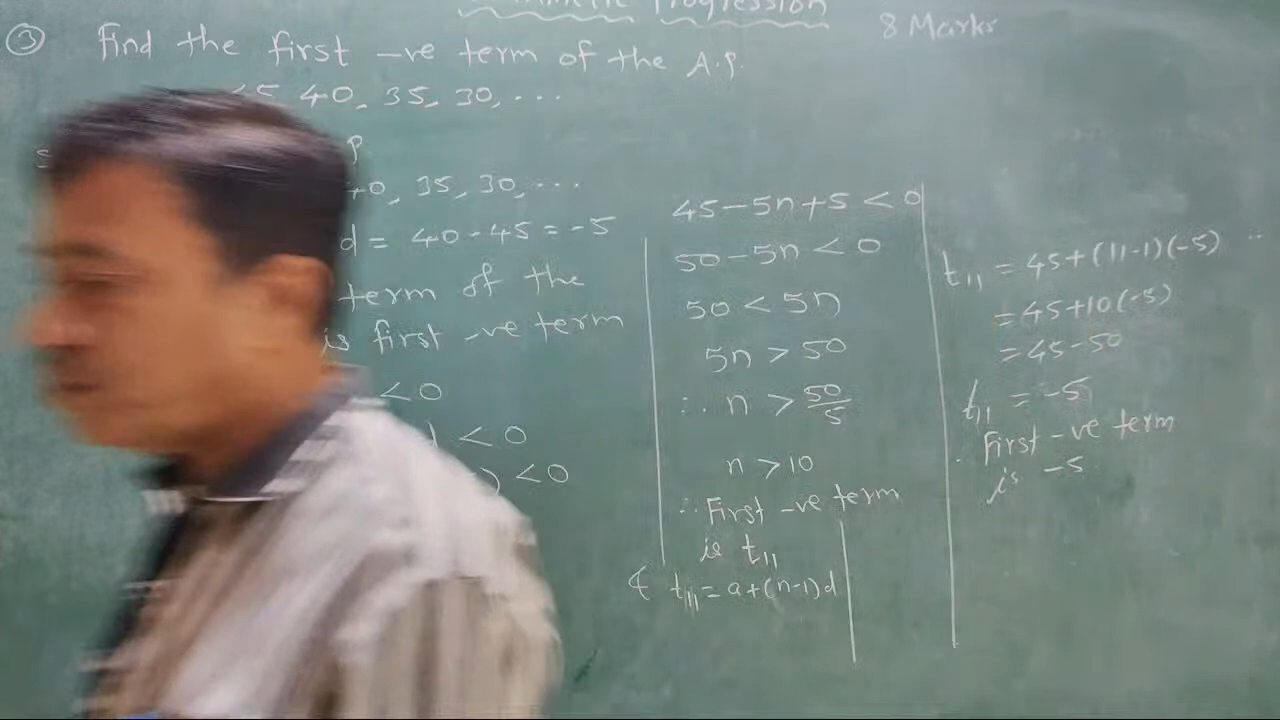 Progression
8 Marks
③ Find the first -ve term of the A.P.
40, 35, 30, ...
35, 30, ...
d = 40-45 = -5
term of the
is first -ve term
<0
<0
<0
45-5n+5 < 0
50-5n < 0
50 < 5n
5n > 50
∴ n > 50/5
n > 10
∴ First -ve term
is t₁₁
t₁₁ = a+(n-1)d
t₁₁ = 45+(11-1)(-5)
= 45+10(-5)
= 45-50
t₁₁ = -5
First -ve term
is -5